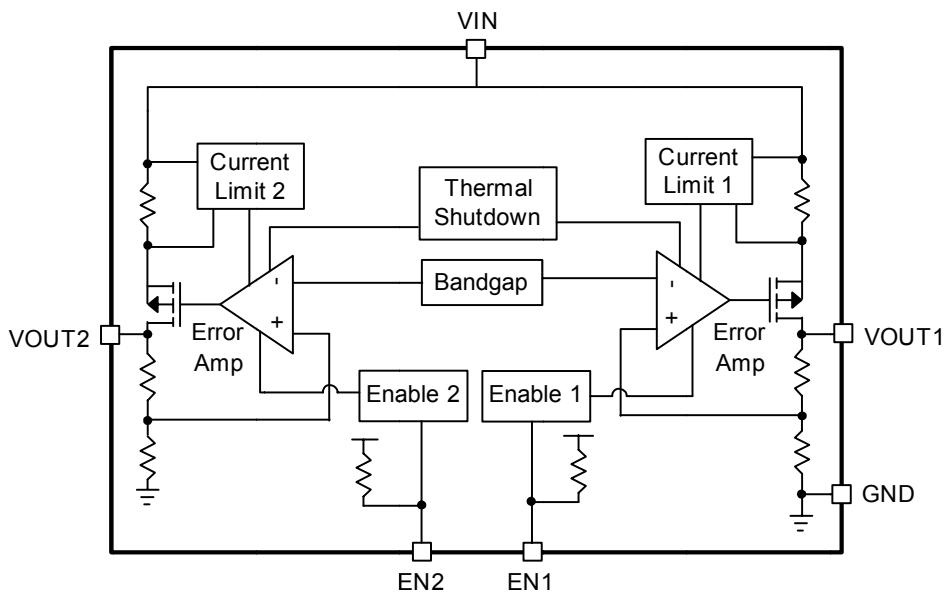 VIN
Current
Limit 2
Thermal
Shutdown
Current
Limit 1
Bandgap
-
+
-
+
VOUT2
Error
Amp
Error
Amp
VOUT1
Enable 2
Enable 1
GND
EN2
EN1